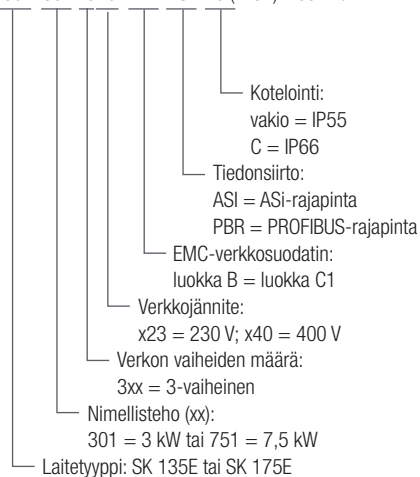 Kotelointi:
vakio = IP55
C = IP66
Tiedonsiirto:
ASI = ASi-rajapinta
PBR = PROFIBUS-rajapinta
EMC-verkkosuodatin:
luokka B = luokka C1
Verkkojännite:
x23 = 230 V; x40 = 400 V
Verkon vaiheiden määrä:
3xx = 3-vaiheinen
Nimellisteho (xx):
301 = 3 kW tai 751 = 7,5 kW
Laitetyyppi: SK 135E tai SK 175E